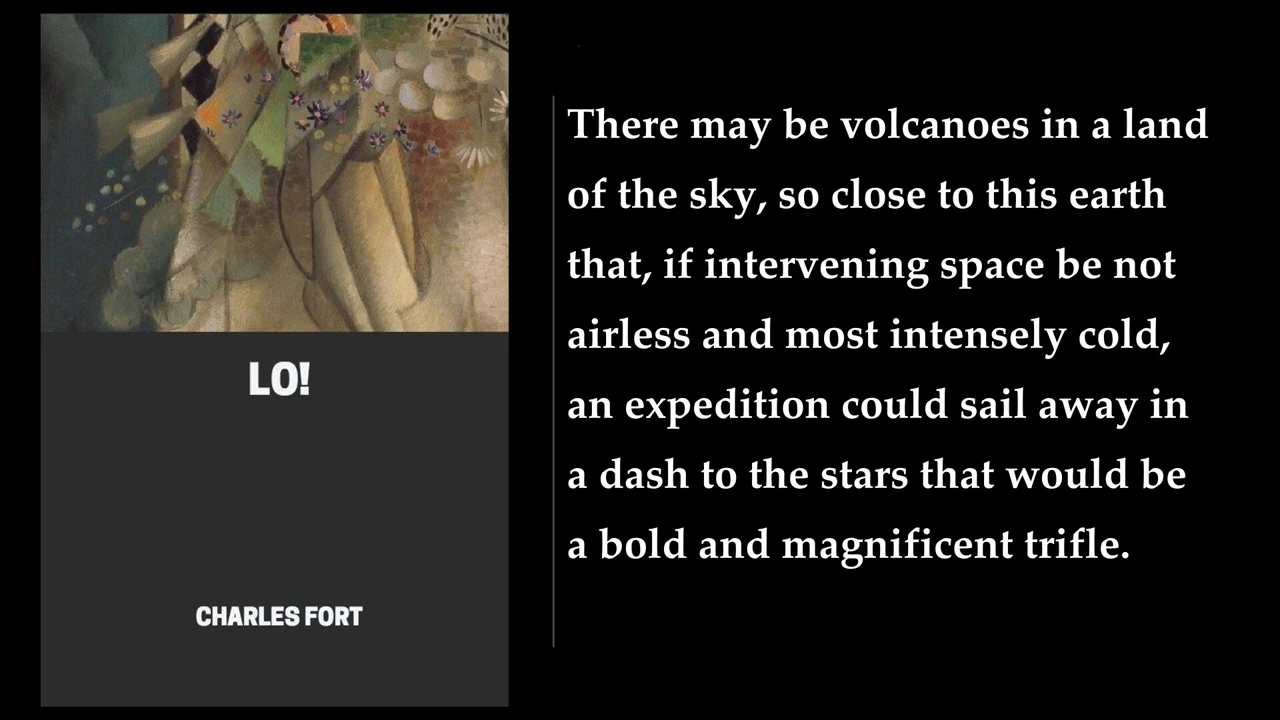 LO!
CHARLES FORT
There may be volcanoes in a land
of the sky, so close to this earth
that, if intervening space be not
airless and most intensely cold,
an expedition could sail away in
a dash to the stars that would be
a bold and magnificent trifle.